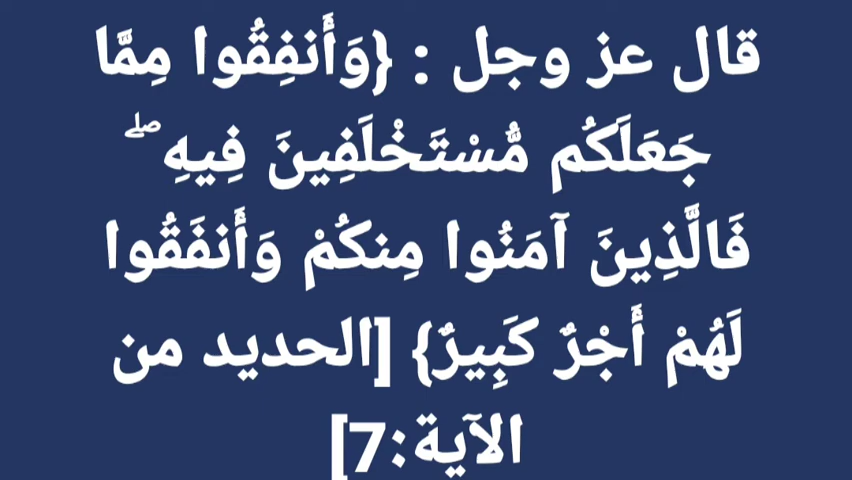 قال عز وجل : {وَأَنفِقُوا مِمَّا
جَعَلَكُم مُّسْتَخْلَفِينَ فِيهِ ۖ
فَالَّذِينَ آمَنُوا مِنكُمْ وَأَنفَقُوا
لَهُمْ أَجْرٌ كَبِيرٌ} [الحديد من
الآية:7]